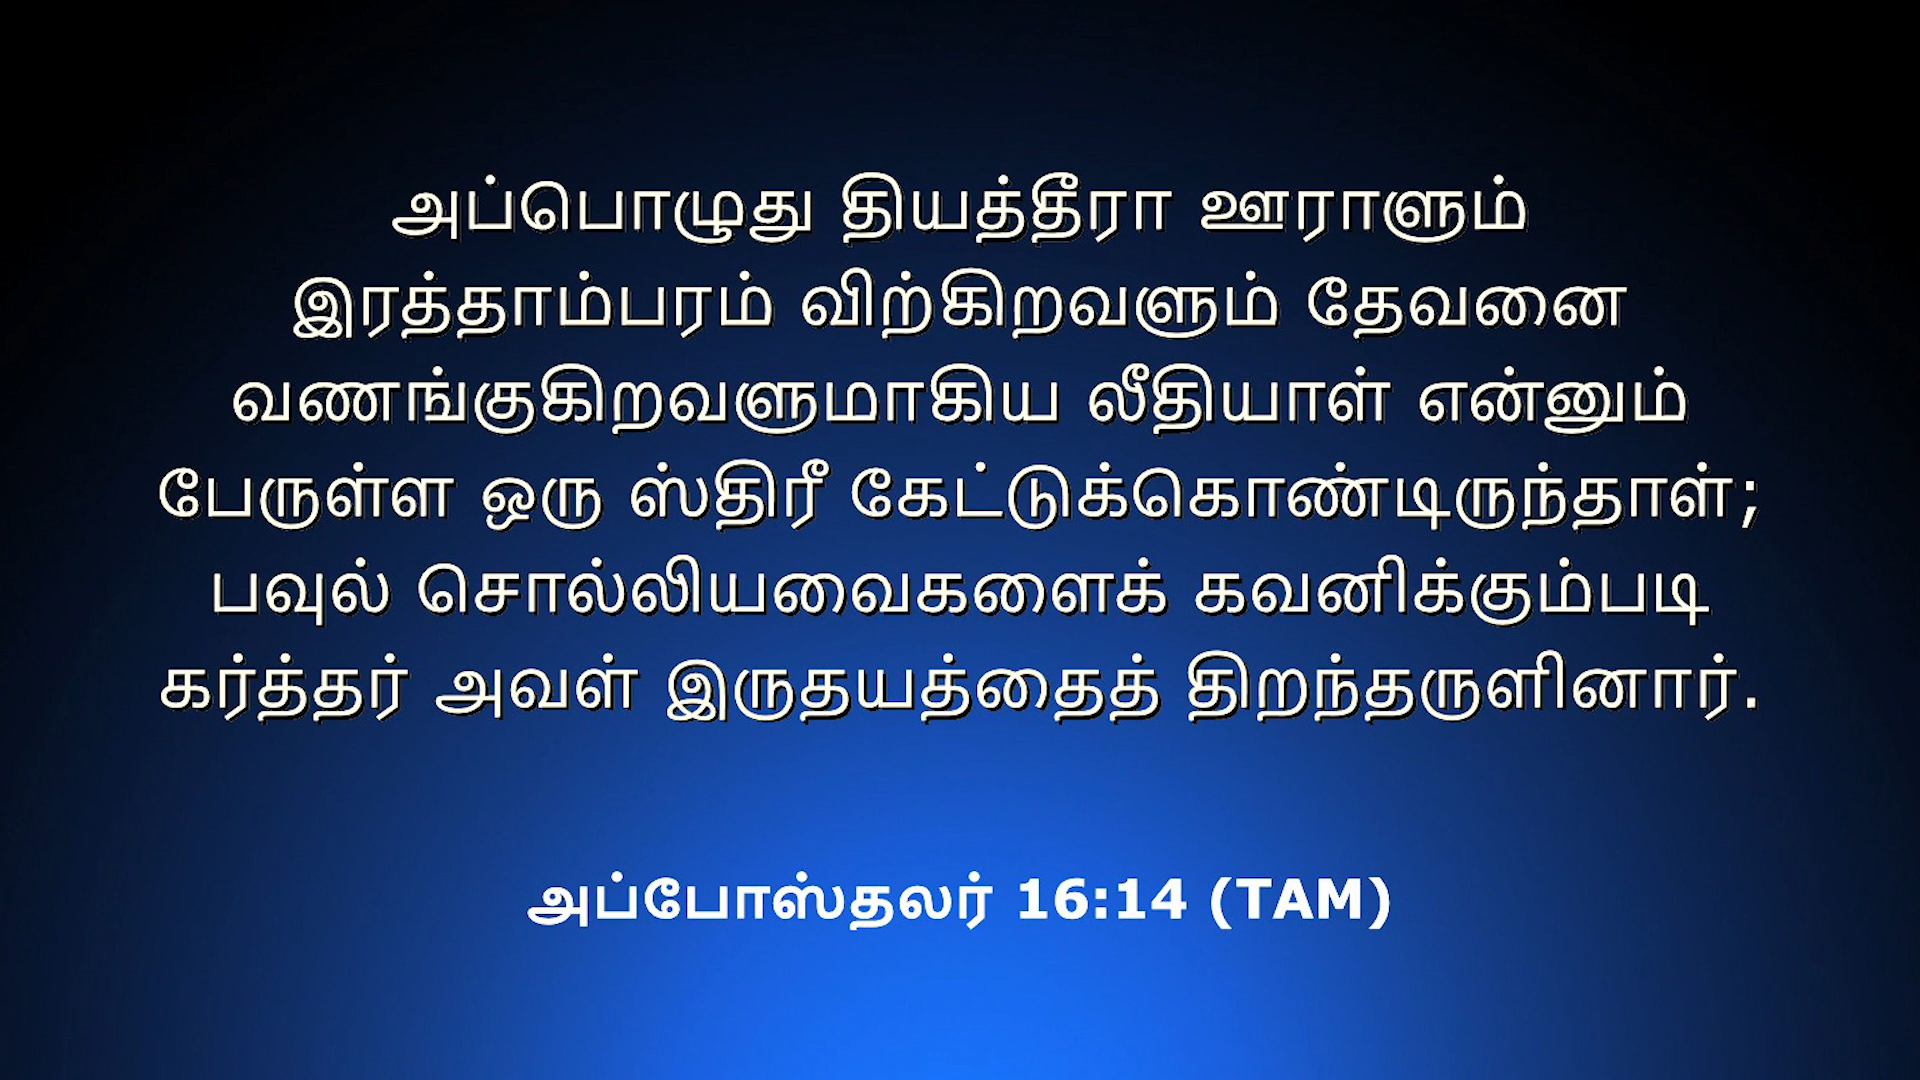 அப்பொழுது தியத்தீரா ஊராளும்
இரத்தாம்பரம் விற்கிறவளும் தேவனை
வணங்குகிறவளுமாகிய லீதியாள் என்னும்
பேருள்ள ஒரு ஸ்திரீ கேட்டுக்கொண்டிருந்தாள்;
பவுல் சொல்லியவைகளைக் கவனிக்கும்படி
கர்த்தர் அவள் இருதயத்தைத் திறந்தருளினார்.
அப்போஸ்தலர் 16:14 (TAM)